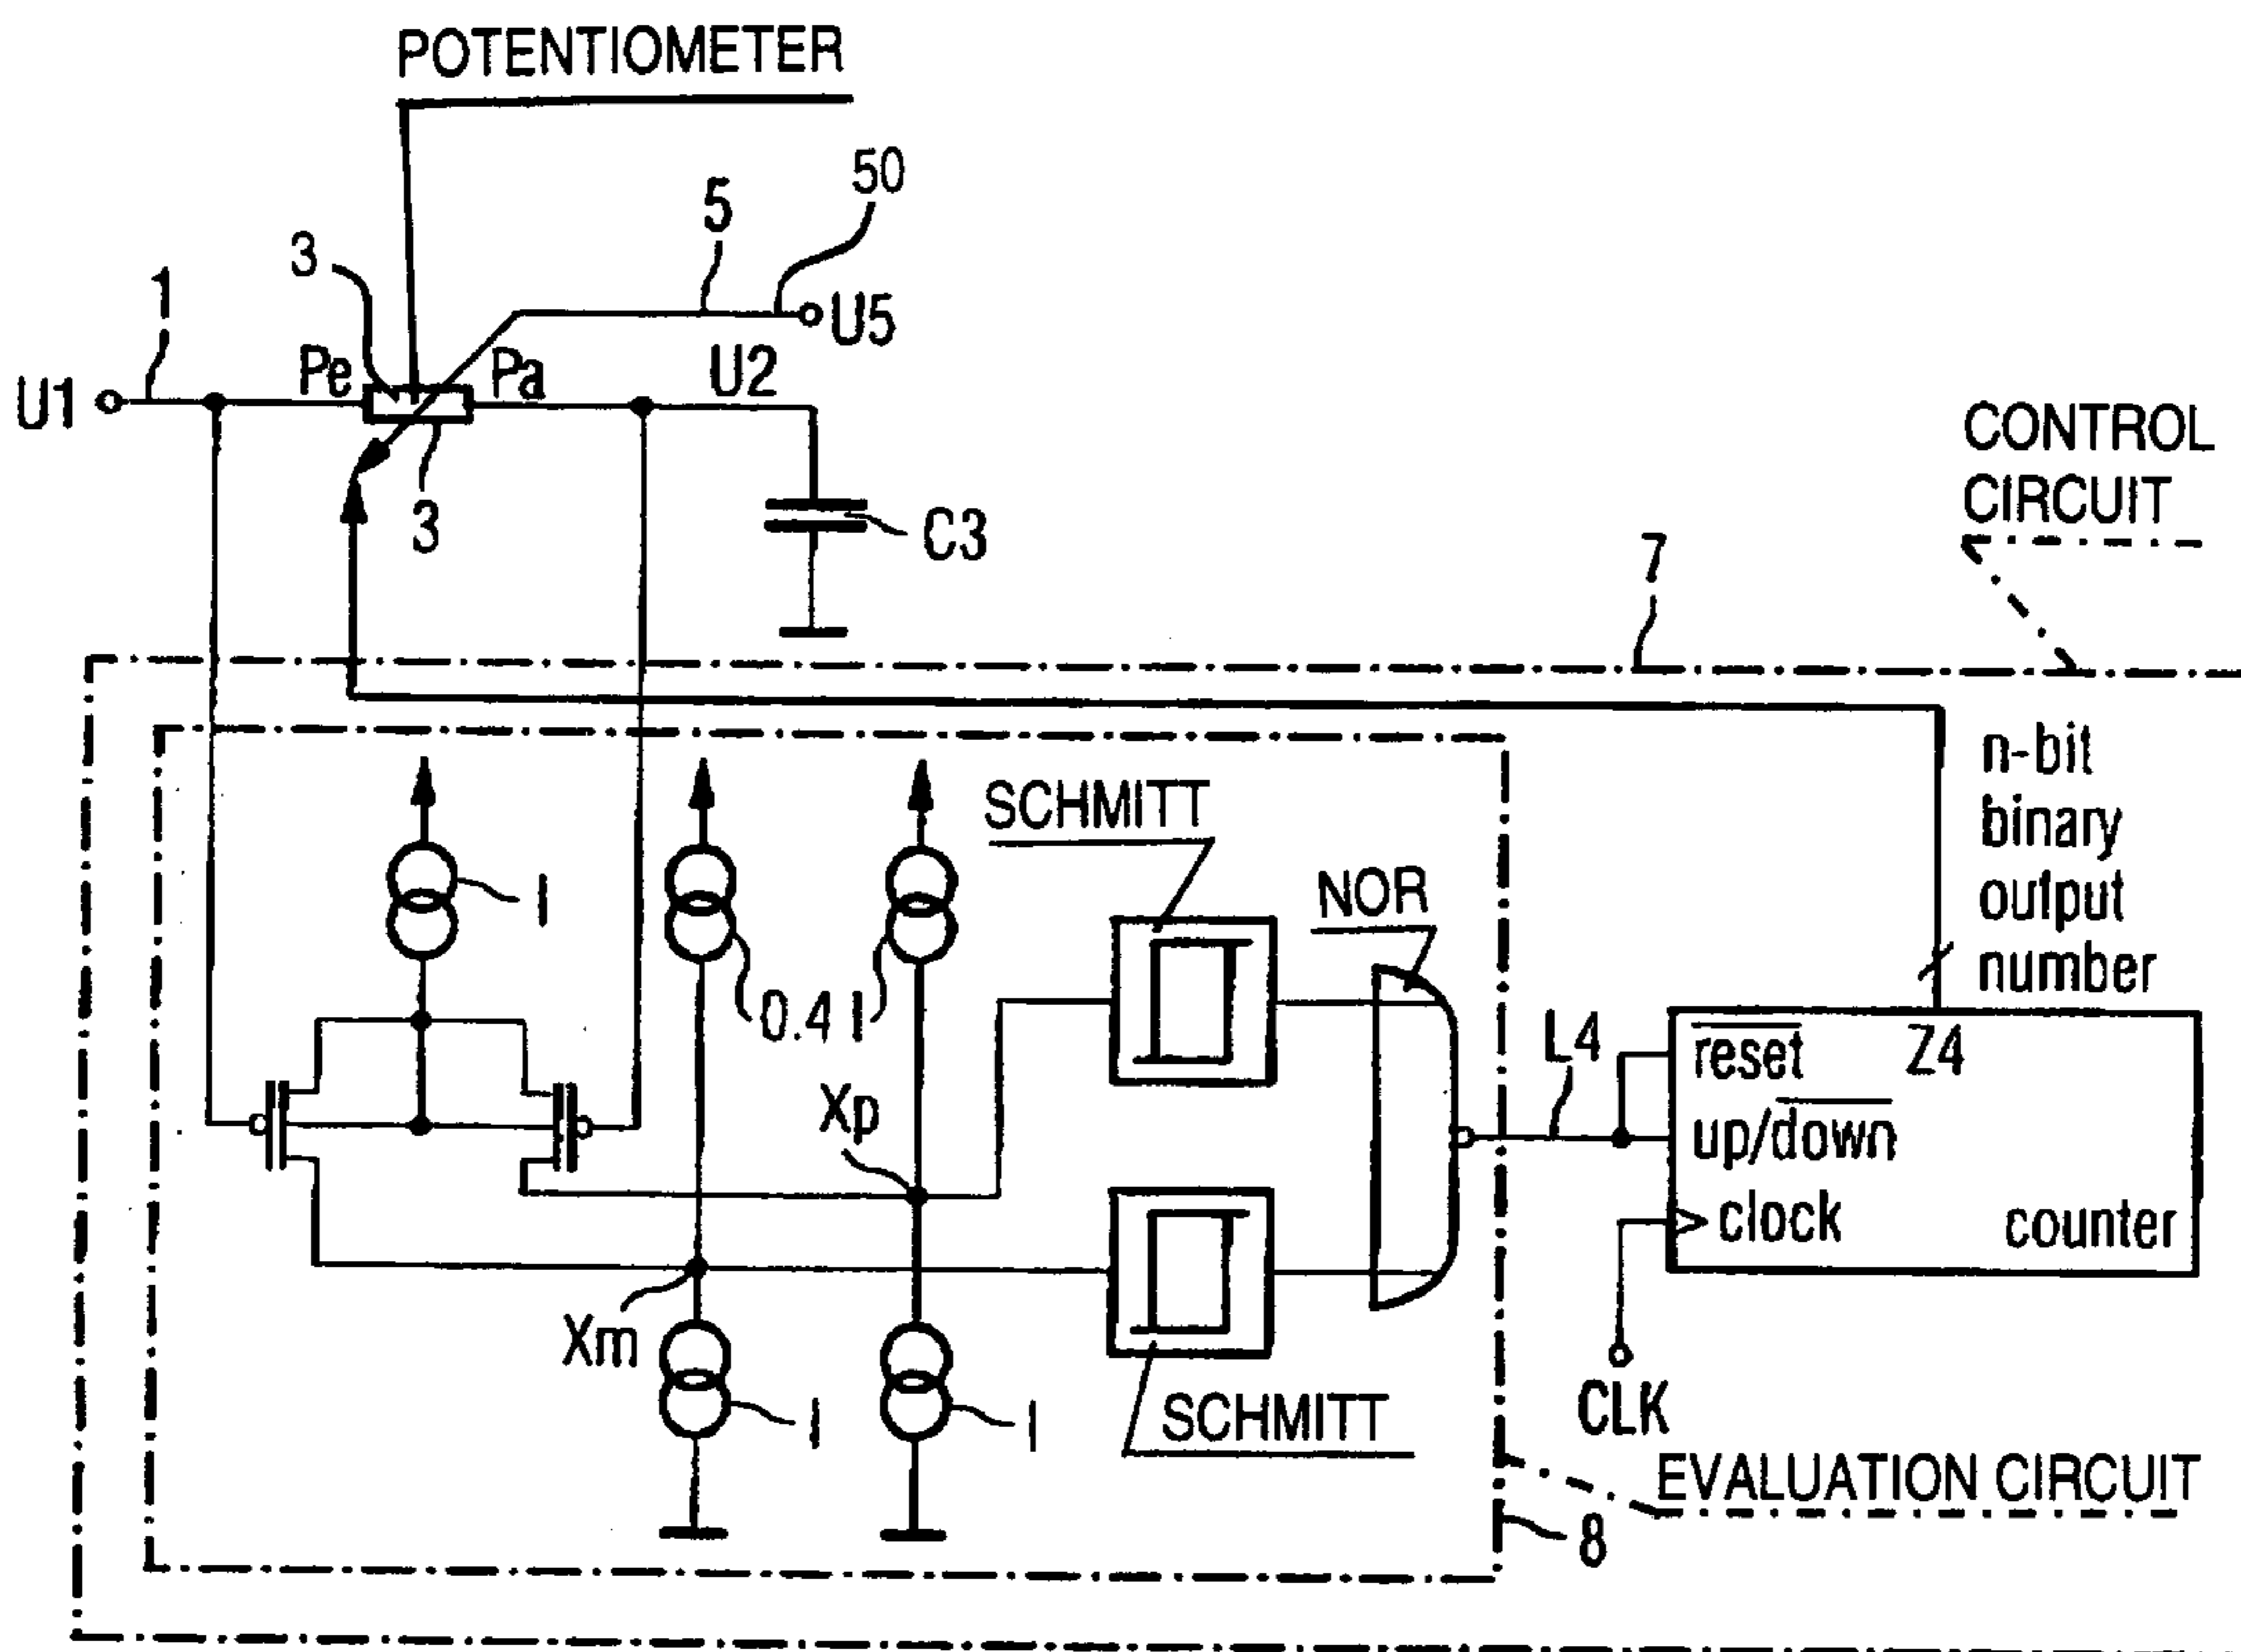 POTENTIOMETER
50
5
3
1
U5
Pe
Pa
U2
U1
CONTROL
CIRCUIT
3
C3
7
n-bit
binary
output
number
SCHMITT
NOR
I
0.4 I
L4
reset
Z4
Xp
up/down
clock
counter
Xm
I
I
SCHMITT
CLK
EVALUATION CIRCUIT
8